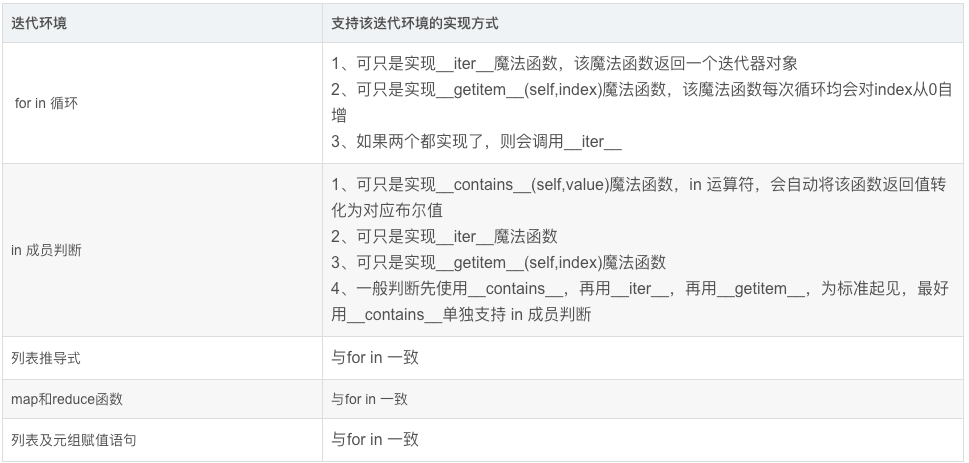 迭代环境
支持该迭代环境的实现方式
for in 循环
1、可只是实现__iter__魔法函数，该魔法函数返回一个迭代器对象
2、可只是实现__getitem__(self,index)魔法函数，该魔法函数每次循环均会对index从0自
增
3、如果两个都实现了，则会调用__iter__
in 成员判断
1、可只是实现__contains__(self,value)魔法函数，in 运算符，会自动将该函数返回值转
化为对应布尔值
2、可只是实现__iter__魔法函数
3、可只是实现__getitem__(self,index)魔法函数
4、一般判断先使用__contains__，再用__iter__，再用__getitem__，为标准起见，最好
用__contains__单独支持 in 成员判断
列表推导式
与for in 一致
map和reduce函数
与for in 一致
列表及元组赋值语句
与for in 一致